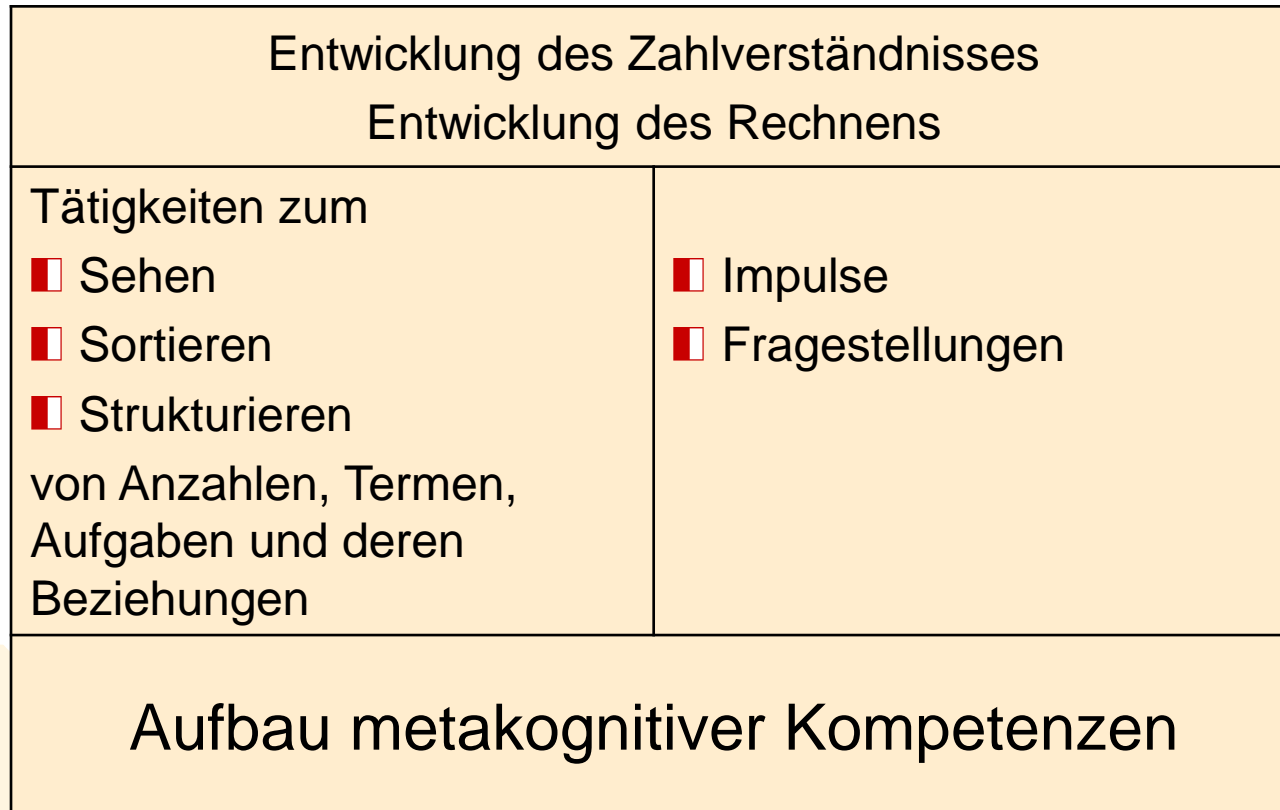 Entwicklung des Zahlverständnisses
Entwicklung des Rechnens
Tätigkeiten zum
Sehen
Sortieren
Strukturieren
von Anzahlen, Termen,
Aufgaben und deren
Beziehungen
Impulse
Fragestellungen
Aufbau metakognitiver Kompetenzen